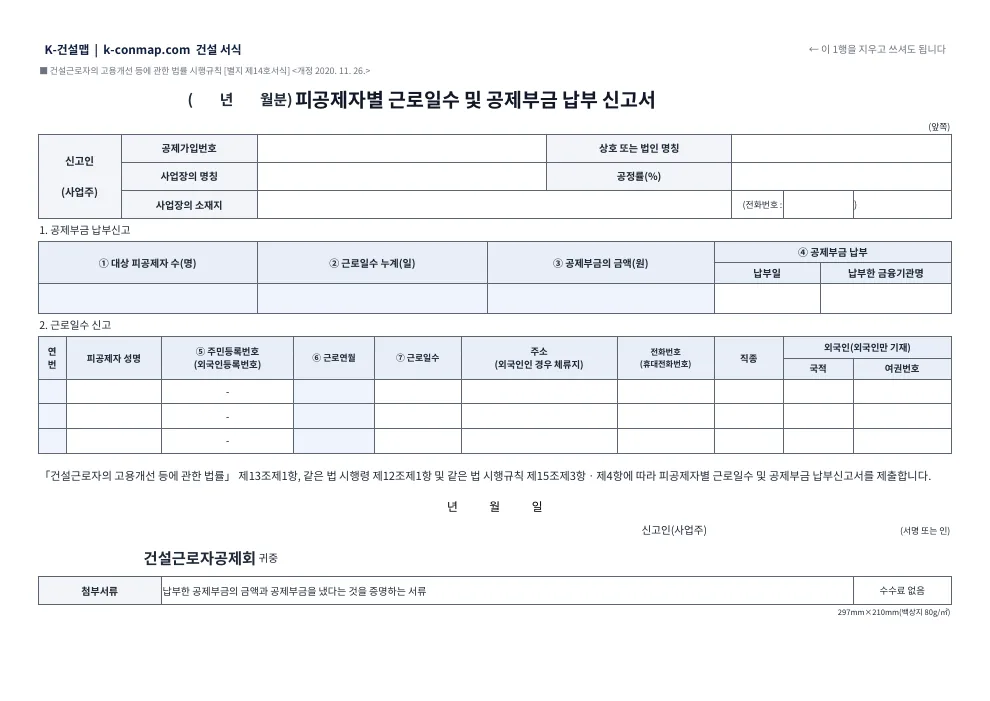 K-건설맵 | k-conmap.com 건설 서식
← 이 1행을 지우고 쓰셔도 됩니다
■ 건설근로자의 고용개선 등에 관한 법률 시행규칙 [별지 제14호서식] <개정 2020. 11. 26.>
( 년 월분) 피공제자별 근로일수 및 공제부금 납부 신고서
(앞쪽)
신고인
(사업주)
공제가입번호
상호 또는 법인 명칭
사업장의 명칭
공정률(%)
사업장의 소재지
(전화번호 : )
1. 공제부금 납부신고
① 대상 피공제자 수(명)
② 근로일수 누계(일)
③ 공제부금의 금액(원)
④ 공제부금 납부
납부일
납부한 금융기관명
2. 근로일수 신고
연
번
피공제자 성명
⑤ 주민등록번호
(외국인등록번호)
⑥ 근로연월
⑦ 근로일수
주소
(외국인인 경우 체류지)
전화번호
(휴대전화번호)
직종
외국인(외국인만 기재)
국적
여권번호
-
-
-
「건설근로자의 고용개선 등에 관한 법률」 제13조제1항, 같은 법 시행령 제12조제1항 및 같은 법 시행규칙 제15조제3항ㆍ제4항에 따라 피공제자별 근로일수 및 공제부금 납부신고서를 제출합니다.
년 월 일
신고인(사업주)
(서명 또는 인)
건설근로자공제회 귀중
첨부서류
납부한 공제부금의 금액과 공제부금을 냈다는 것을 증명하는 서류
수수료 없음
297mm×210mm(백상지 80g/㎡)